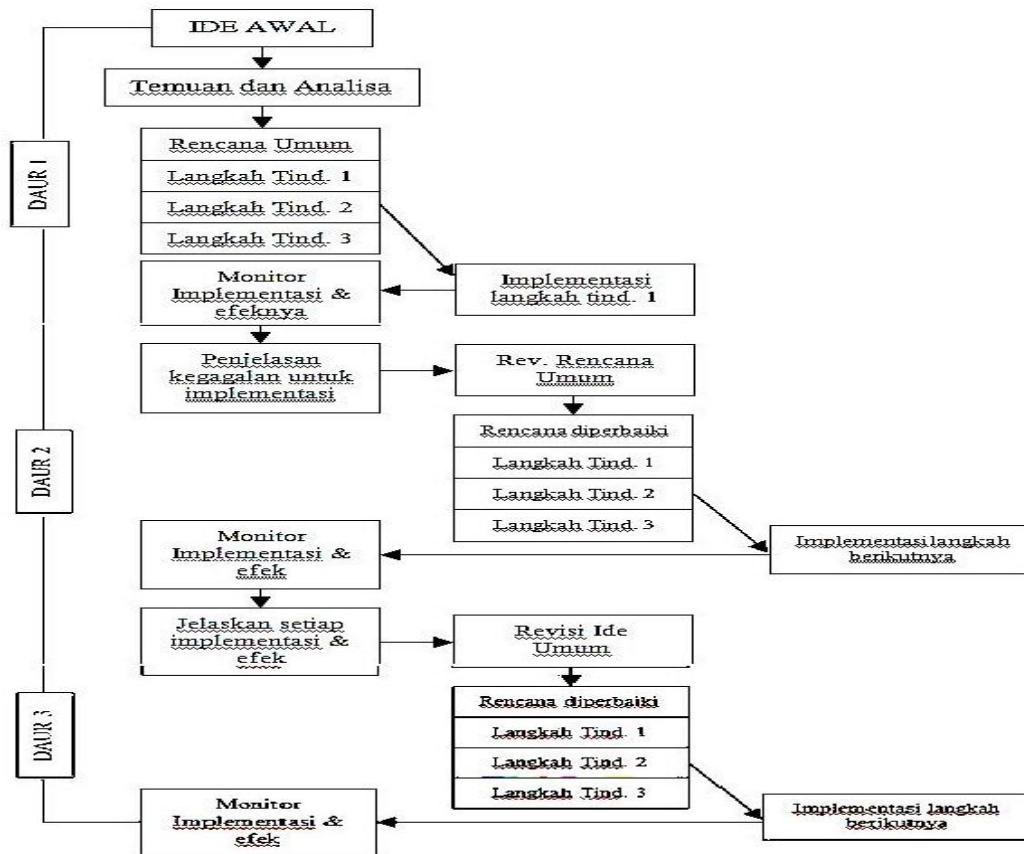 IDE AWAL
Temuan dan Analisa
Rencana Umum
Langkah Tind. 1
Langkah Tind. 2
Langkah Tind. 3
DAUR 1
Monitor
Implementasi &
efeknya
Implementasi
langkah tind. 1
Penjelasan
kegagalan untuk
implementasi
Rev. Rencana
Umum
Rencana diperbaiki
Langkah Tind. 1
Langkah Tind. 2
Langkah Tind. 3
DAUR 2
Monitor
Implementasi &
efek
Implementasi langkah
berikutnya
Jelaskan setiap
implementasi &
efek
Revisi Ide
Umum
Rencana diperbaiki
Langkah Tind. 1
Langkah Tind. 2
Langkah Tind. 3
DAUR 3
Monitor
Implementasi &
efek
Implementasi langkah
berikutnya